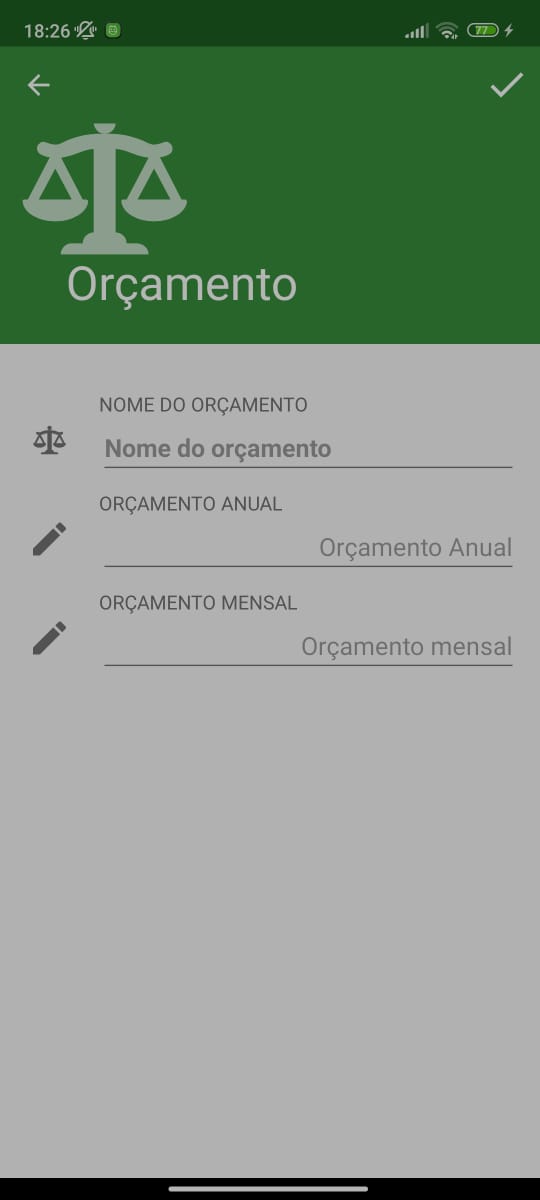 18:26
77
Orçamento
NOME DO ORÇAMENTO
Nome do orçamento
ORÇAMENTO ANUAL
Orçamento Anual
ORÇAMENTO MENSAL
Orçamento mensal